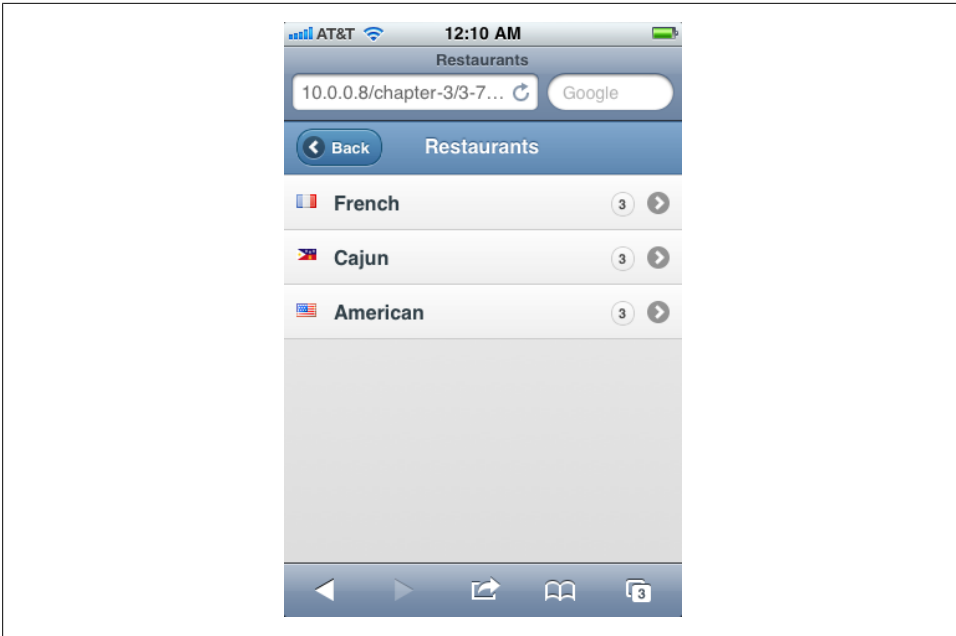 AT&T 12:10 AM
Restaurants
10.0.0.8/chapter-3/3-7... Google
Back Restaurants
French 3
Cajun 3
American 3
3